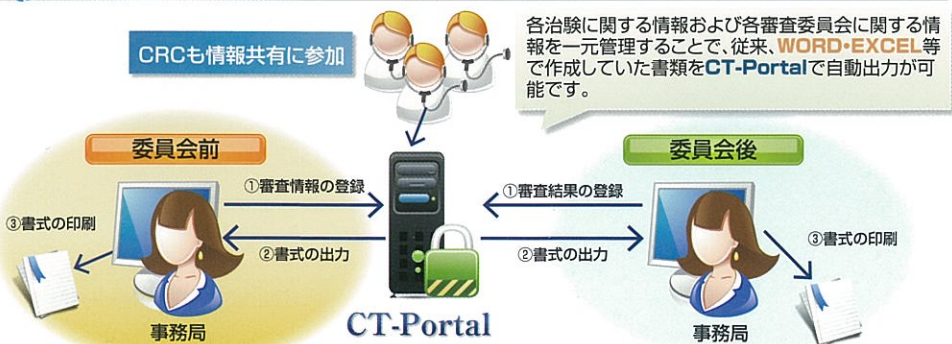 CRCも情報共有に参加
各治験に関する情報および各審査委員会に関する情
報を一元管理することで、従来、WORD・EXCEL等
で作成していた書類をCT-Portalで自動出力が可
能です。
委員会前
委員会後
①審査情報の登録
①審査結果の登録
③書式の印刷
②書式の出力
②書式の出力
③書式の印刷
事務局
CT-Portal
事務局